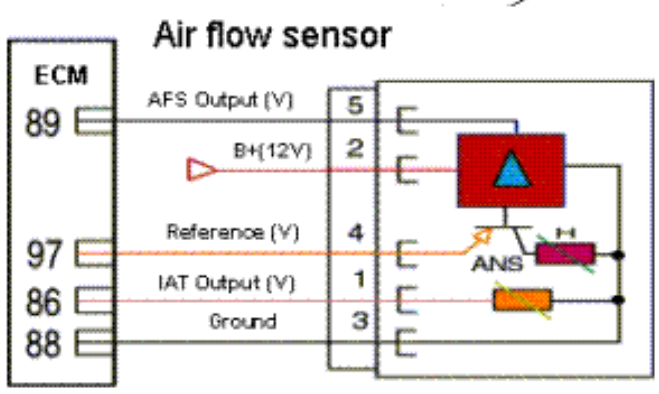 Air flow sensor
ECM
89 AFS Output (V) 5
B+(12V) 2
97 Reference (V) 4
H
ANS
86 IAT Output (V) 1
88 Ground 3